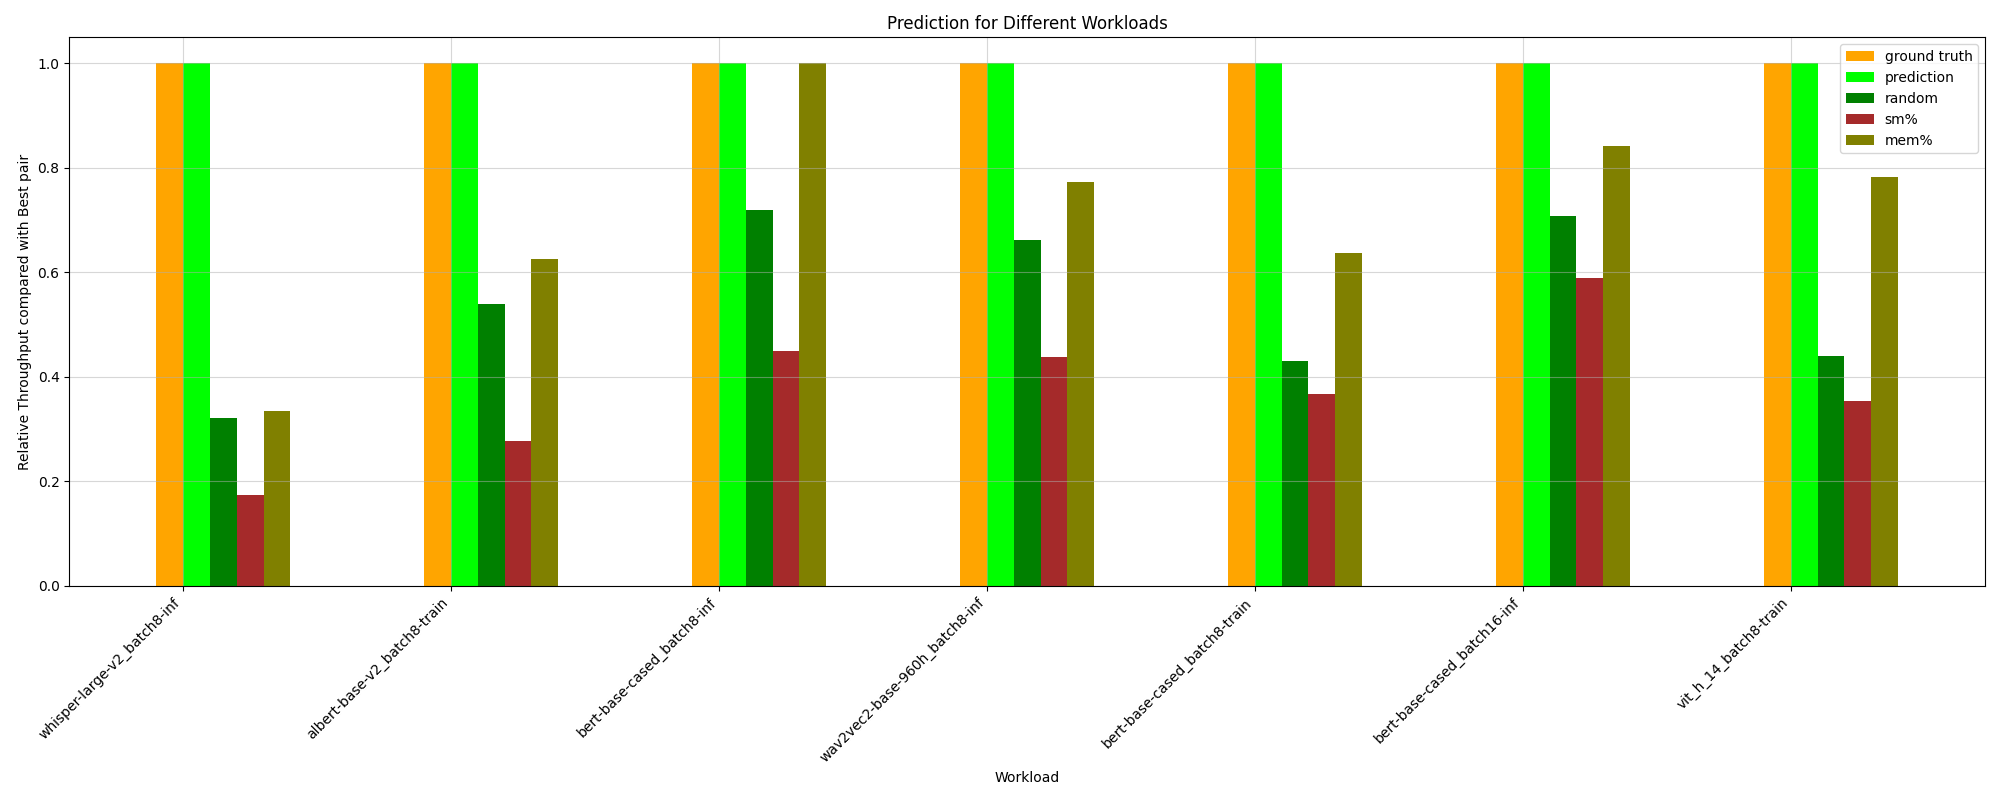 Prediction for Different Workloads
ground truth
prediction
random
sm%
mem%
Relative Throughput compared with Best pair
1.0
0.8
0.6
0.4
0.2
0.0
whisper-large-v2_batch8-inf
albert-base-v2_batch8-train
bert-base-cased_batch8-inf
wav2vec2-base-960h_batch8-inf
bert-base-cased_batch8-train
bert-base-cased_batch16-inf
vit_h_14_batch8-train
Workload